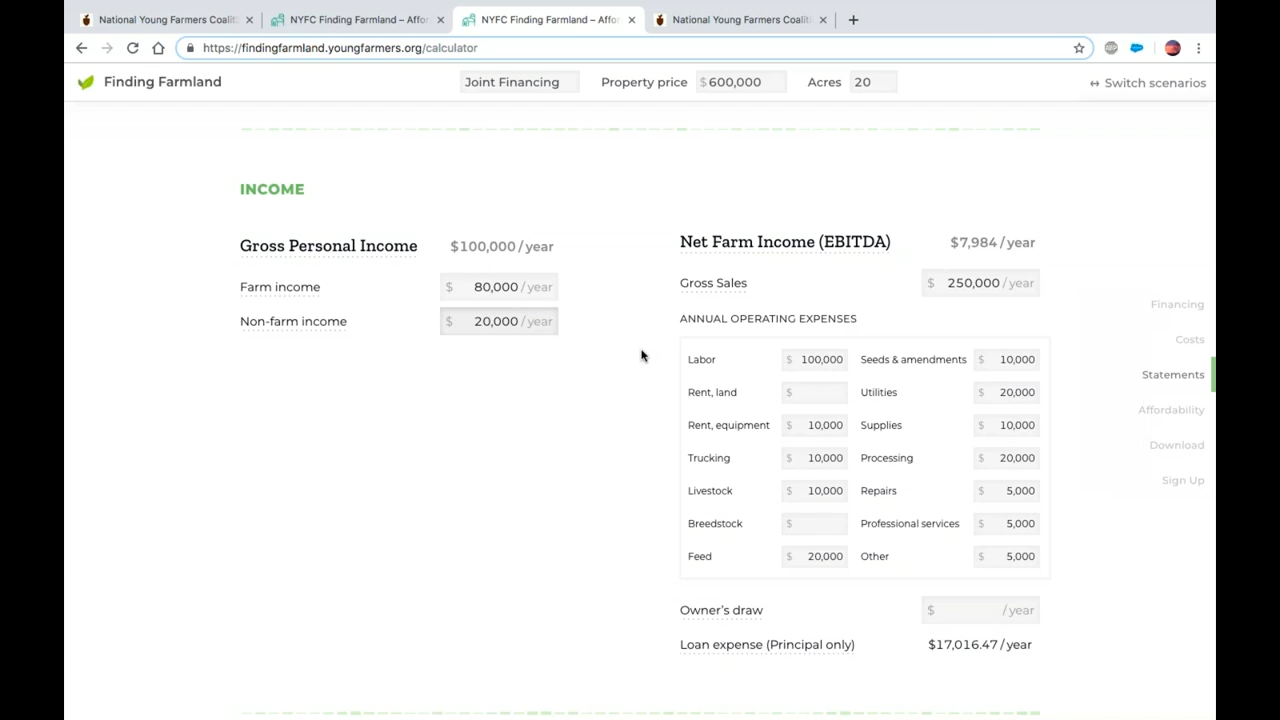 National Young Farmers Coalit
NYFC Finding Farmland – Affor
NYFC Finding Farmland – Affor
National Young Farmers Coalit
https://findingfarmland.youngfarmers.org/calculator
ABP
Finding Farmland
Joint Financing
Property price
$600,000
Acres
20
↔ Switch scenarios
INCOME
Gross Personal Income $100,000 / year
Farm income $ 80,000 / year
Non-farm income $ 20,000 / year
Net Farm Income (EBITDA) $7,984 / year
Gross Sales $ 250,000 / year
ANNUAL OPERATING EXPENSES
Labor $ 100,000 Seeds & amendments $ 10,000
Rent, land $ Utilities $ 20,000
Rent, equipment $ 10,000 Supplies $ 10,000
Trucking $ 10,000 Processing $ 20,000
Livestock $ 10,000 Repairs $ 5,000
Breedstock $ Professional services $ 5,000
Feed $ 20,000 Other $ 5,000
Owner's draw $ / year
Loan expense (Principal only) $17,016.47 / year
Financing
Costs
Statements
Affordability
Download
Sign Up